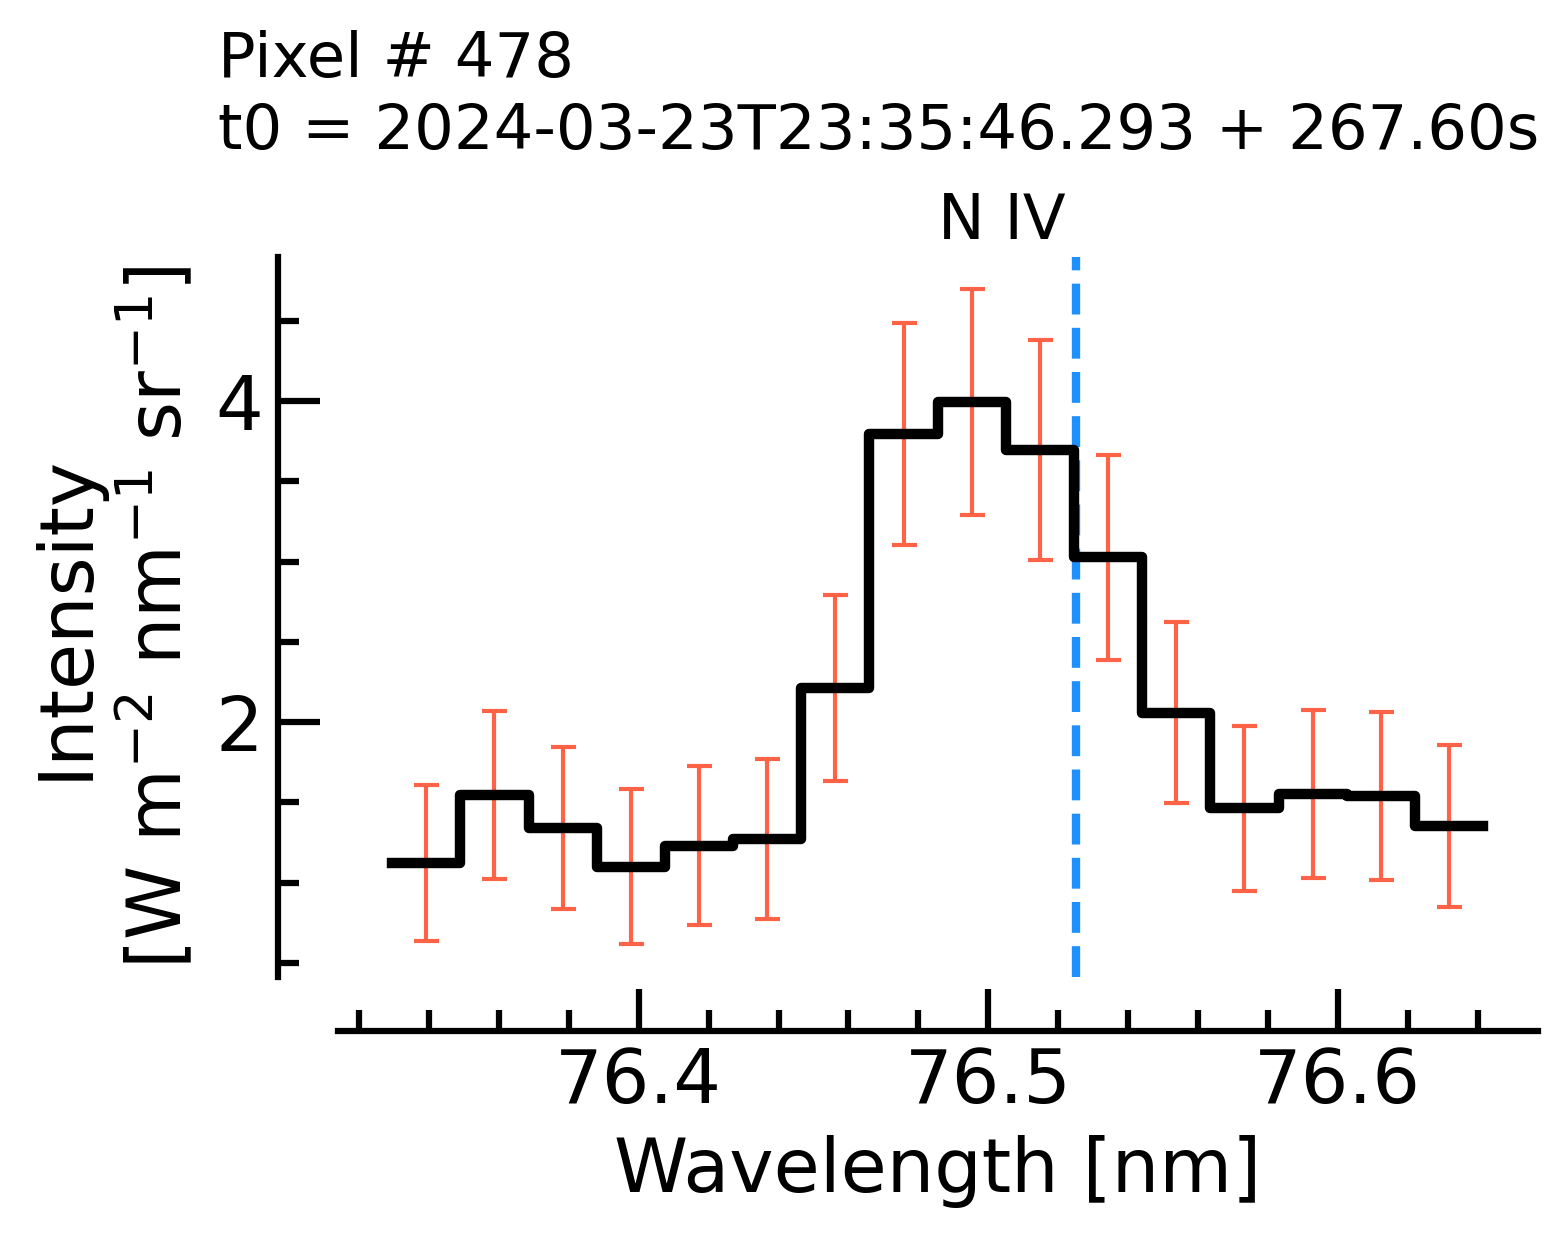 Pixel # 478
t0 = 2024-03-23T23:35:46.293 + 267.60s
N IV
Intensity
[W m⁻² nm⁻¹ sr⁻¹]
4
2
76.4 76.5 76.6
Wavelength [nm]